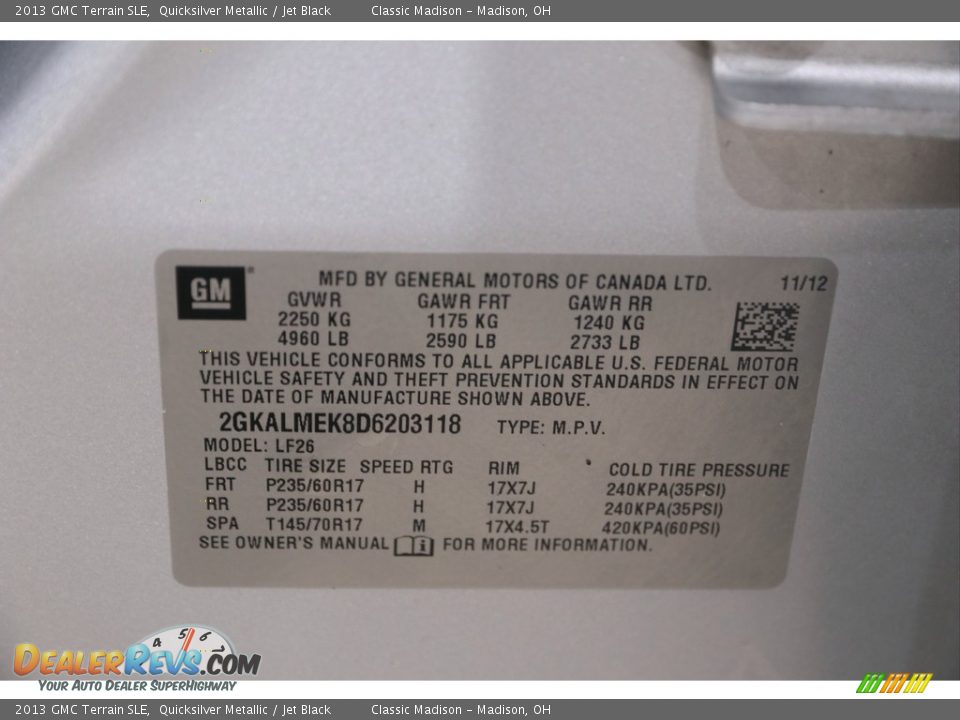 2013 GMC Terrain SLE, Quicksilver Metallic / Jet Black Classic Madison - Madison, OH
GM
MFD BY GENERAL MOTORS OF CANADA LTD. 11/12
GVWR GAWR FRT GAWR RR
2250 KG 1175 KG 1240 KG
4960 LB 2590 LB 2733 LB
THIS VEHICLE CONFORMS TO ALL APPLICABLE U.S. FEDERAL MOTOR
VEHICLE SAFETY AND THEFT PREVENTION STANDARDS IN EFFECT ON
THE DATE OF MANUFACTURE SHOWN ABOVE.
2GKALMEK8D6203118 TYPE: M.P.V.
MODEL: LF26
LBCC TIRE SIZE SPEED RTG RIM COLD TIRE PRESSURE
FRT P235/60R17 H 17X7J 240KPA(35PSI)
RR P235/60R17 H 17X7J 240KPA(35PSI)
SPA T145/70R17 M 17X4.5T 420KPA(60PSI)
SEE OWNER'S MANUAL i FOR MORE INFORMATION.
4 5 6 7
DEALERREVS.COM
YOUR AUTO DEALER SUPERHIGHWAY
2013 GMC Terrain SLE, Quicksilver Metallic / Jet Black Classic Madison - Madison, OH